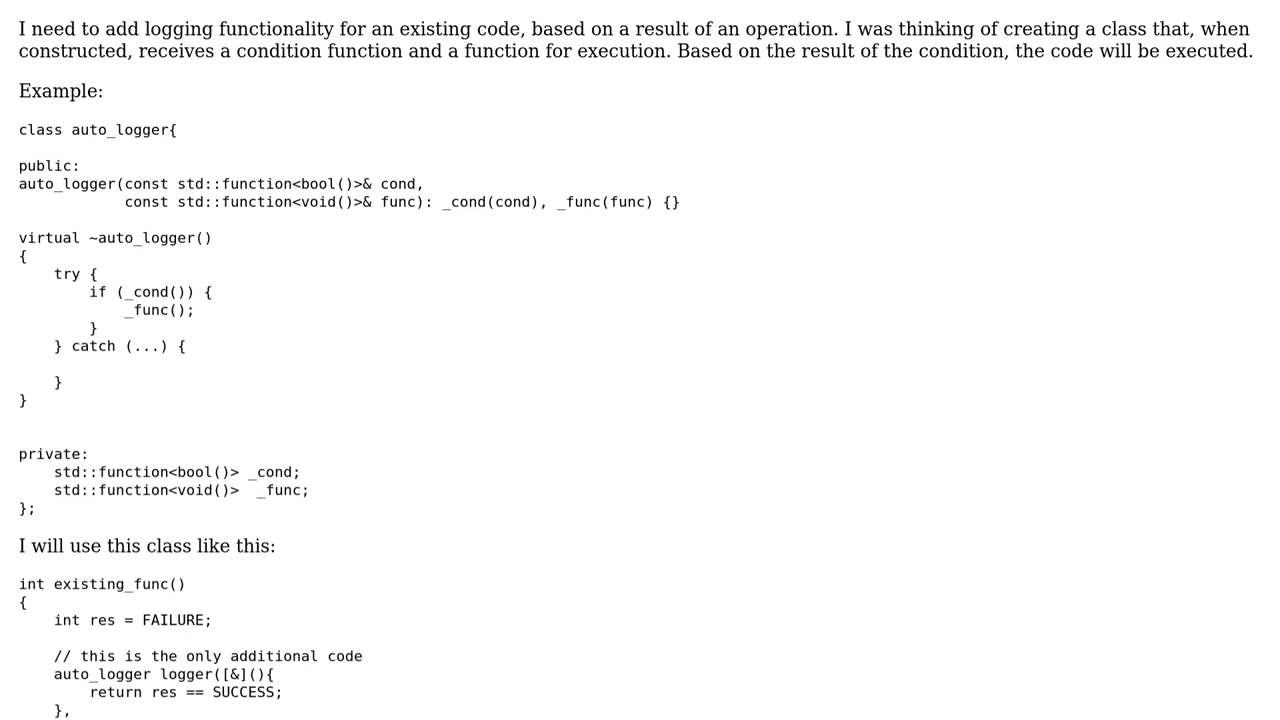 I need to add logging functionality for an existing code, based on a result of an operation. I was thinking of creating a class that, when
constructed, receives a condition function and a function for execution. Based on the result of the condition, the code will be executed.
Example:
class auto_logger{
public:
auto_logger(const std::function<bool()>& cond,
            const std::function<void()>& func): _cond(cond), _func(func) {}
virtual ~auto_logger()
{
    try {
        if (_cond()) {
            _func();
        }
    } catch (...) {
    }
}
private:
    std::function<bool()> _cond;
    std::function<void()>  _func;
};
I will use this class like this:
int existing_func()
{
    int res = FAILURE;
    // this is the only additional code
    auto_logger logger([&](){
        return res == SUCCESS;
    },